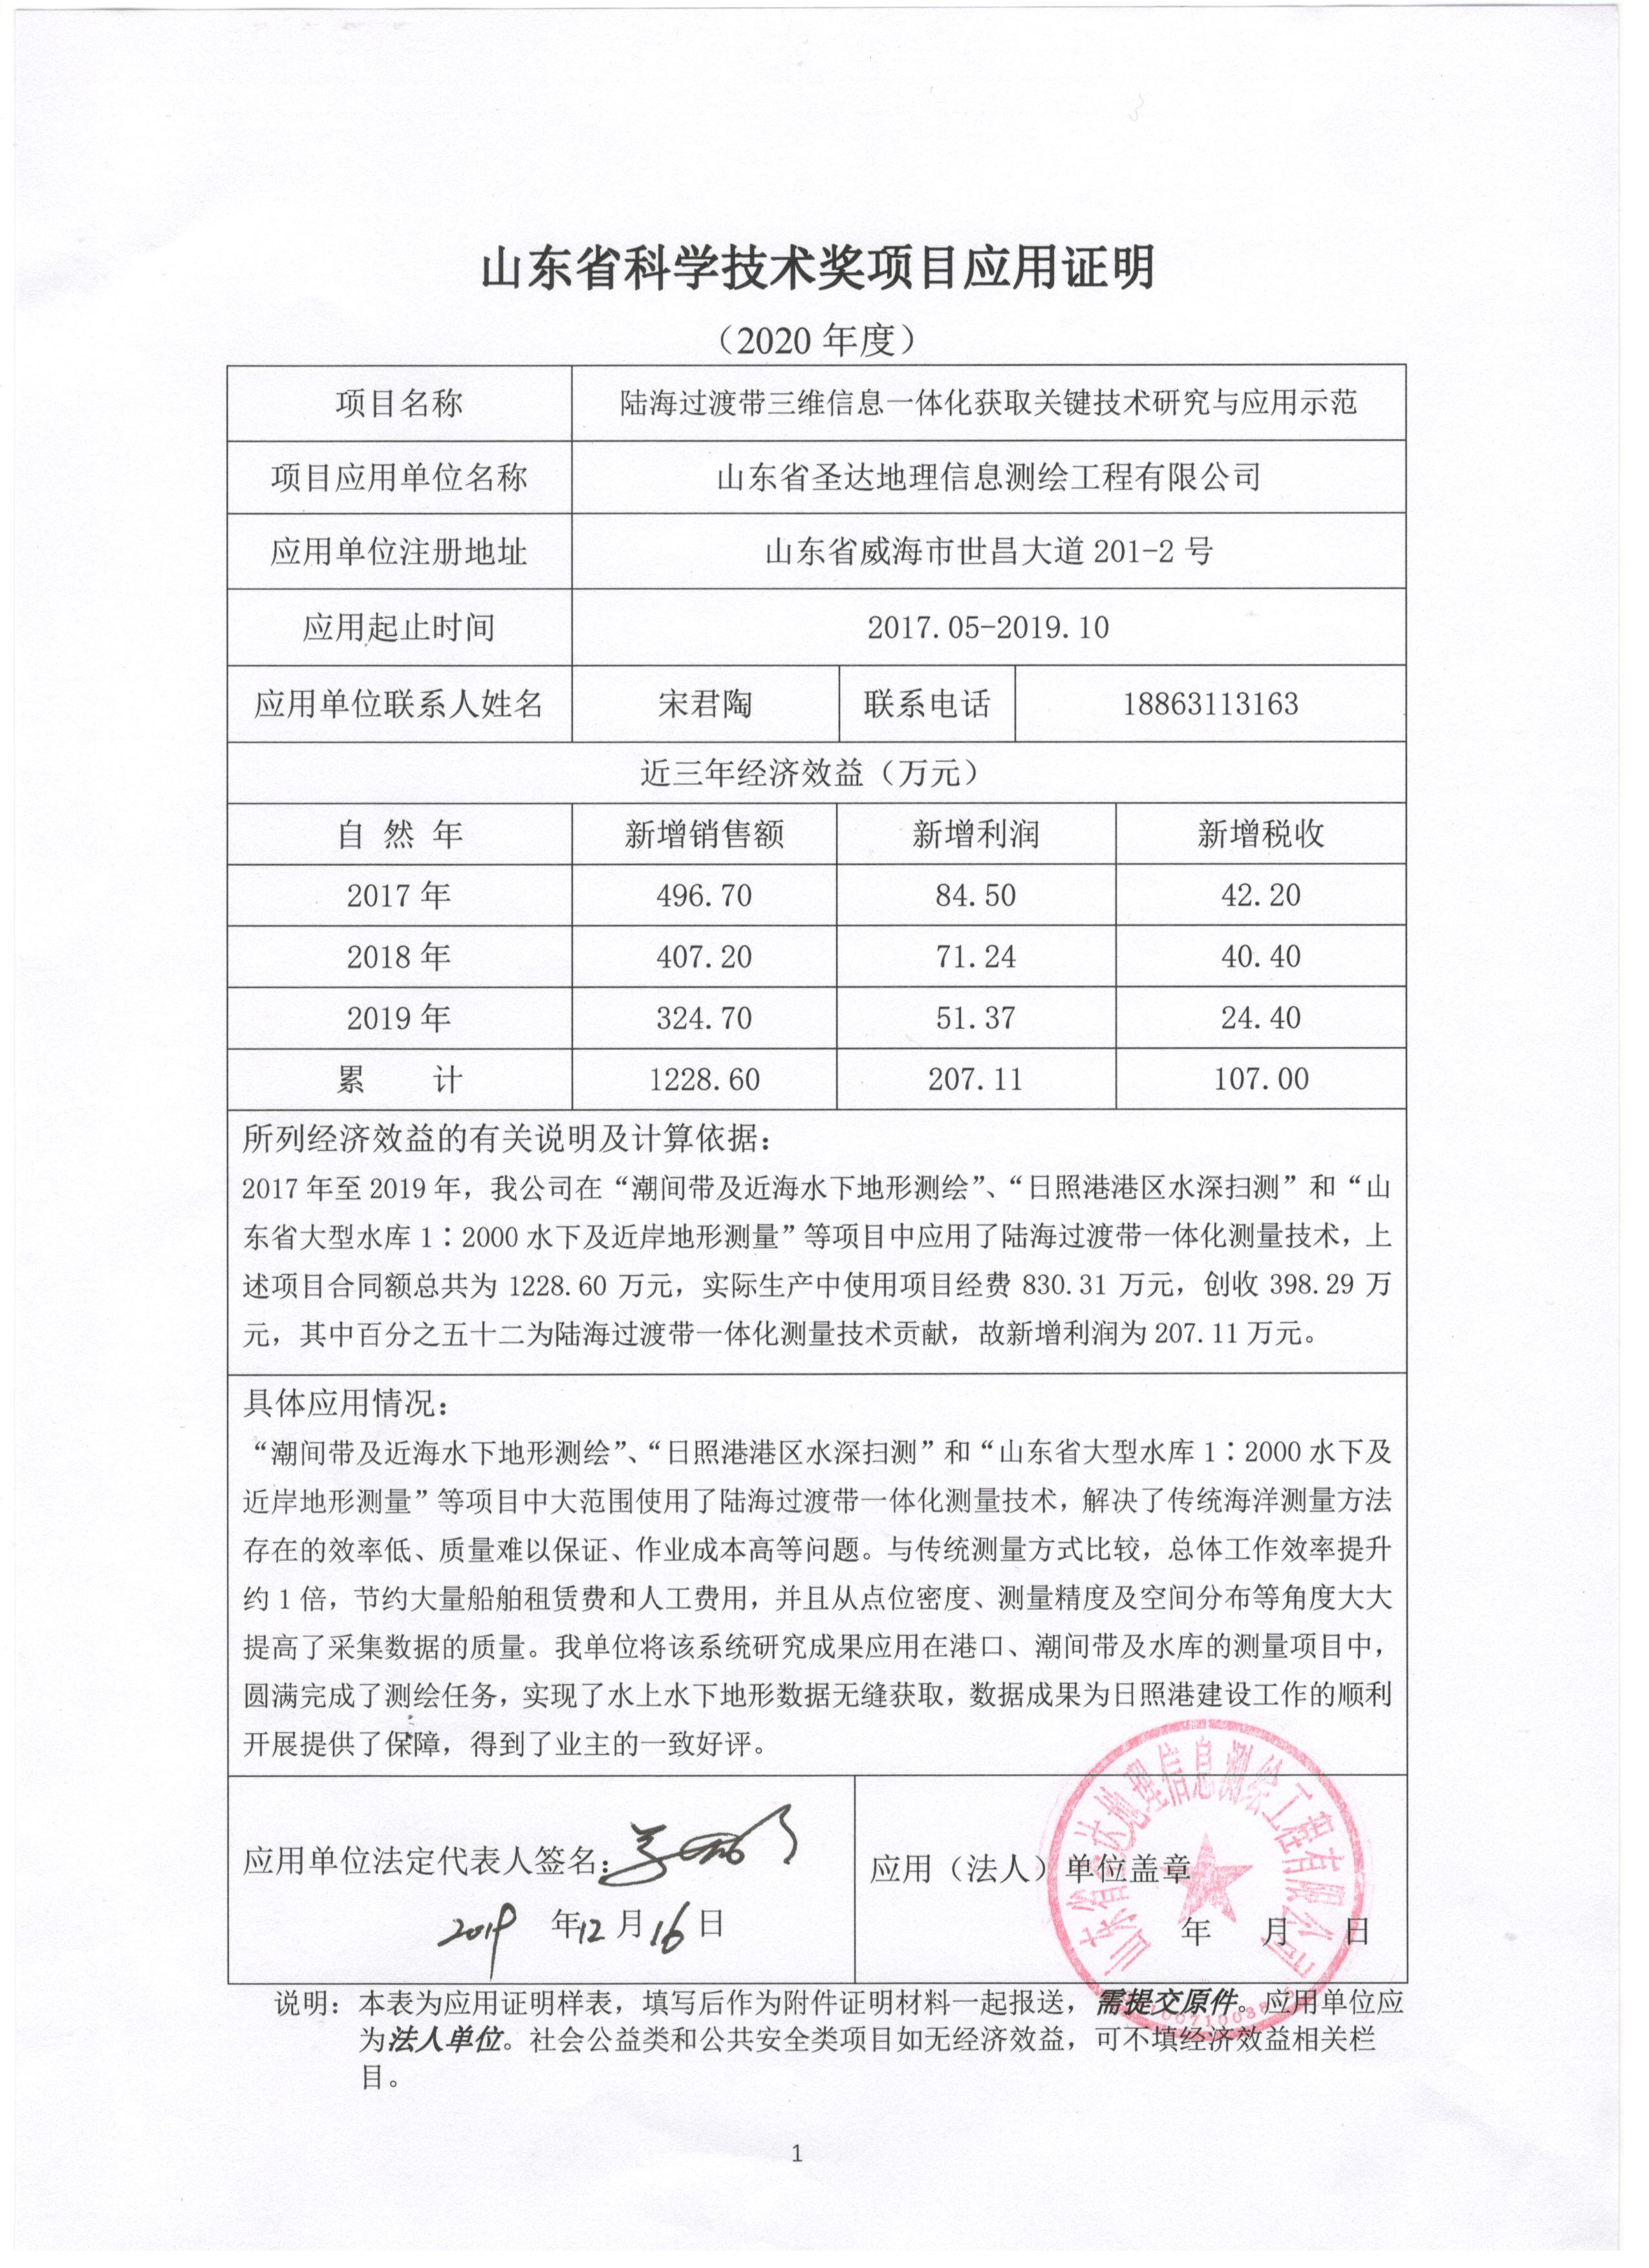 山东省科学技术奖项目应用证明
（2020 年度）
项目名称 陆海过渡带三维信息一体化获取关键技术研究与应用示范
项目应用单位名称 山东省圣达地理信息测绘工程有限公司
应用单位注册地址 山东省威海市世昌大道 201-2 号
应用起止时间 2017.05-2019.10
应用单位联系人姓名 宋君陶 联系电话 18863113163
近三年经济效益（万元）
自 然 年 新增销售额 新增利润 新增税收
2017 年 496.70 84.50 42.20
2018 年 407.20 71.24 40.40
2019 年 324.70 51.37 24.40
累 计 1228.60 207.11 107.00
所列经济效益的有关说明及计算依据：
2017 年至 2019 年，我公司在“潮间带及近海水下地形测绘”、“日照港港区水深扫测”和“山
东省大型水库 1∶2000 水下及近岸地形测量”等项目中应用了陆海过渡带一体化测量技术，上
述项目合同额总共为 1228.60 万元，实际生产中使用项目经费 830.31 万元，创收 398.29 万
元，其中百分之五十二为陆海过渡带一体化测量技术贡献，故新增利润为 207.11 万元。
具体应用情况：
“潮间带及近海水下地形测绘”、“日照港港区水深扫测”和“山东省大型水库 1∶2000 水下及
近岸地形测量”等项目中大范围使用了陆海过渡带一体化测量技术，解决了传统海洋测量方法
存在的效率低、质量难以保证、作业成本高等问题。与传统测量方式比较，总体工作效率提升
约 1 倍，节约大量船舶租赁费和人工费用，并且从点位密度、测量精度及空间分布等角度大大
提高了采集数据的质量。我单位将该系统研究成果应用在港口、潮间带及水库的测量项目中，
圆满完成了测绘任务，实现了水上水下地形数据无缝获取，数据成果为日照港建设工作的顺利
开展提供了保障，得到了业主的一致好评。
应用单位法定代表人签名：
2019 年 12 月 16 日
应用（法人）单位盖章
年 月 日
山东省圣达地理信息测绘工程有限公司
说明：本表为应用证明样表，填写后作为附件证明材料一起报送，需提交原件。应用单位应
为法人单位。社会公益类和公共安全类项目如无经济效益，可不填经济效益相关栏
目。
1